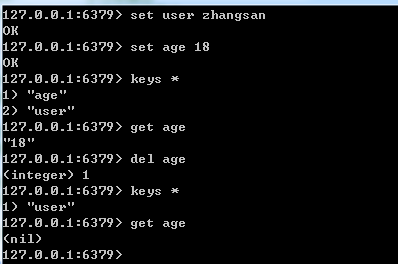 127.0.0.1:6379> set user zhangsan
OK
127.0.0.1:6379> set age 18
OK
127.0.0.1:6379> keys *
1) "age"
2) "user"
127.0.0.1:6379> get age
"18"
127.0.0.1:6379> del age
(integer) 1
127.0.0.1:6379> keys *
1) "user"
127.0.0.1:6379> get age
(nil)
127.0.0.1:6379>